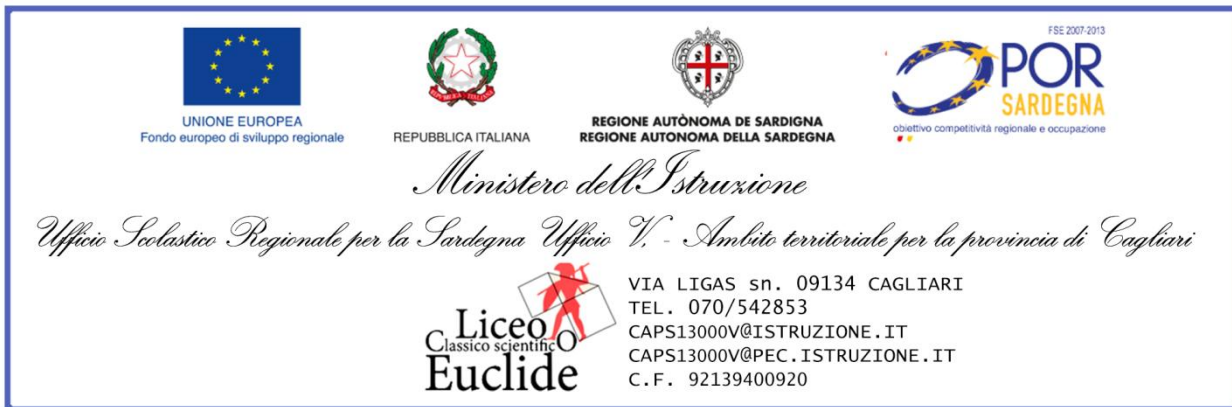 FSE 2007-2013
POR
SARDEGNA
obiettivo competitività regionale e occupazione
UNIONE EUROPEA
Fondo europeo di sviluppo regionale
REPUBBLICA ITALIANA
REGIONE AUTÒNOMA DE SARDIGNA
REGIONE AUTONOMA DELLA SARDEGNA
Ministero dell'Istruzione
Ufficio Scolastico Regionale per la Sardegna Ufficio V. - Ambito territoriale per la provincia di Cagliari
Liceo
Classico scientificO
Euclide
VIA LIGAS sn. 09134 CAGLIARI
TEL. 070/542853
CAPS13000V@ISTRUZIONE.IT
CAPS13000V@PEC.ISTRUZIONE.IT
C.F. 92139400920